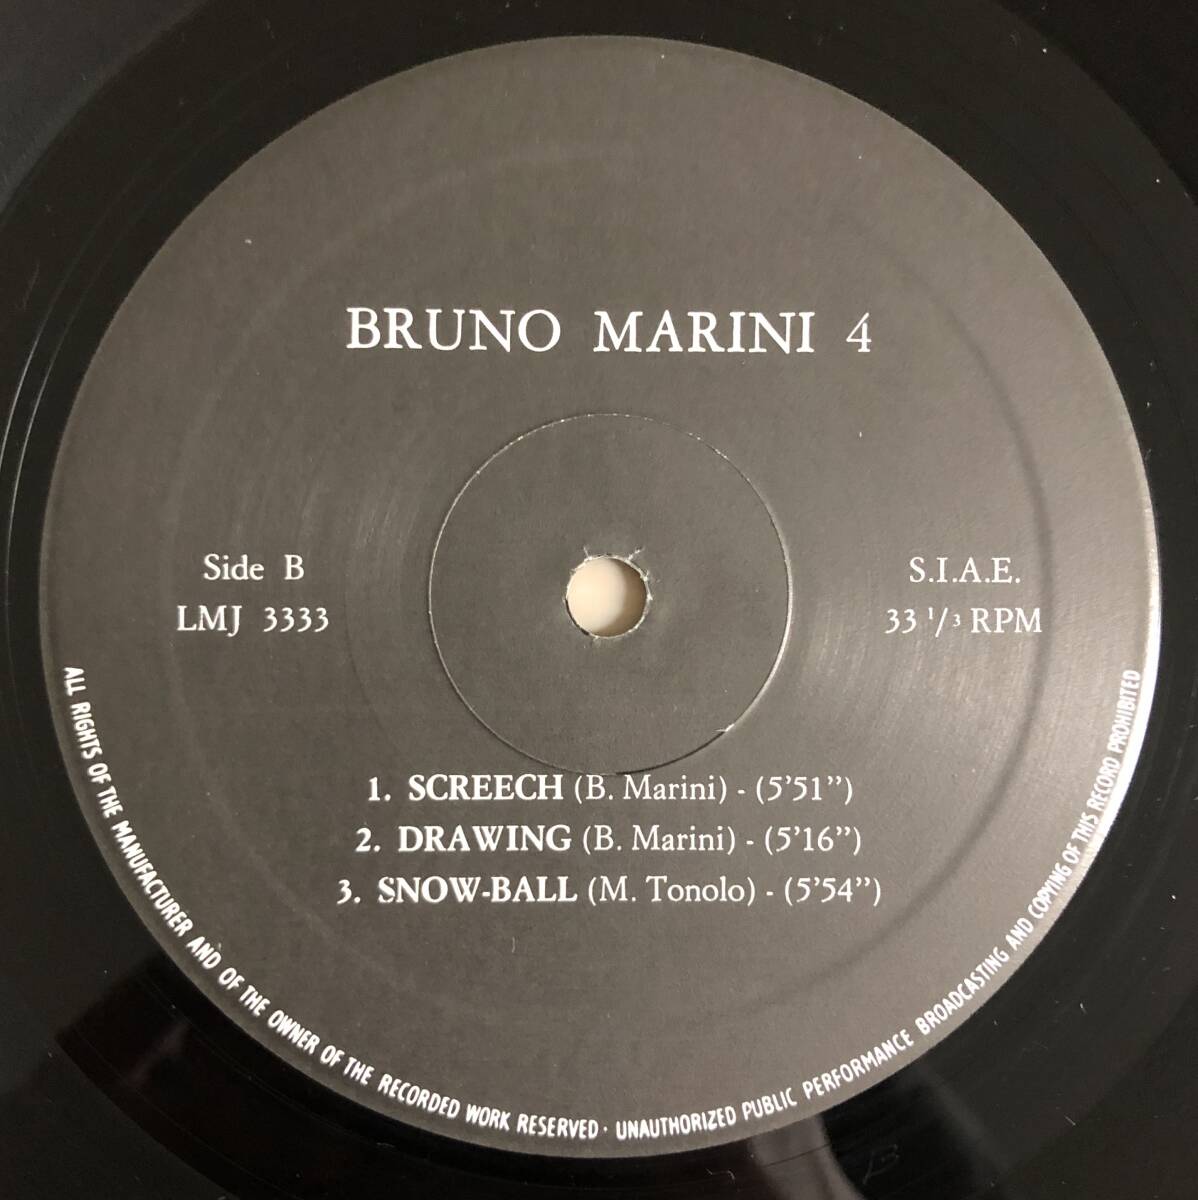 BRUNO MARINI 4
Side B
LMJ 3333
S.I.A.E.
33 1/3 RPM
1. SCREECH (B. Marini) - (5'51")
2. DRAWING (B. Marini) - (5'16")
3. SNOW-BALL (M. Tonolo) - (5'54")
ALL RIGHTS OF THE MANUFACTURER AND OF THE OWNER OF THE RECORDED WORK RESERVED · UNAUTHORIZED PUBLIC PERFORMANCE BROADCASTING AND COPYING OF THIS RECORD PROHIBITED